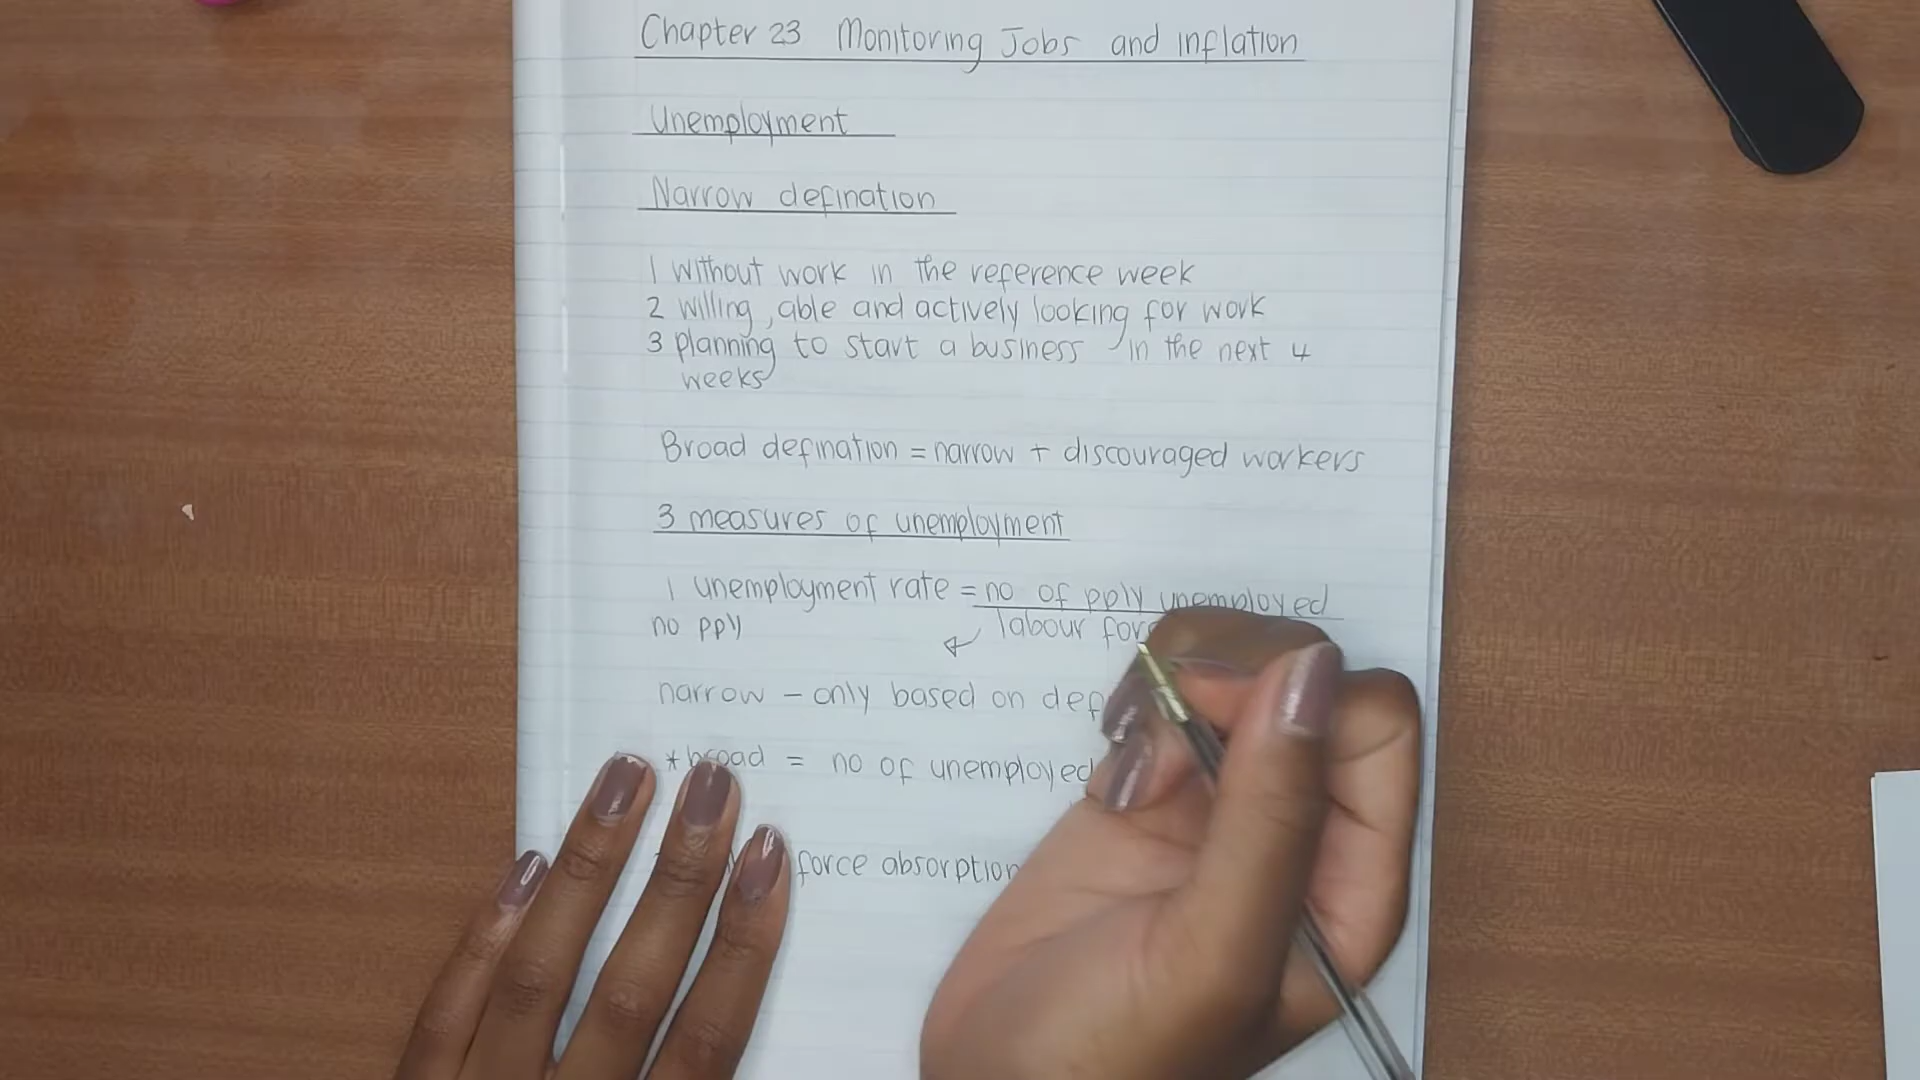 Chapter 23 Monitoring Jobs and inflation
Unemployment
Narrow defination
1 without work in the reference week
2 willing, able and actively looking for work
3 planning to start a business in the next 4
weeks
Broad defination = narrow + discouraged workers
3 measures of unemployment
1 unemployment rate = no of pply unemployed
no pply
labour
narrow - only based on
*broad = no of unemployed
force absorption